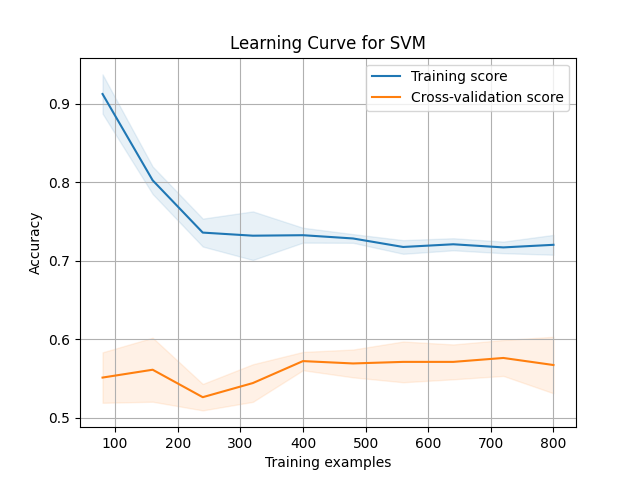 Learning Curve for SVM
Training score
Cross-validation score
0.9
0.8
0.7
0.6
0.5
Accuracy
100 200 300 400 500 600 700 800
Training examples